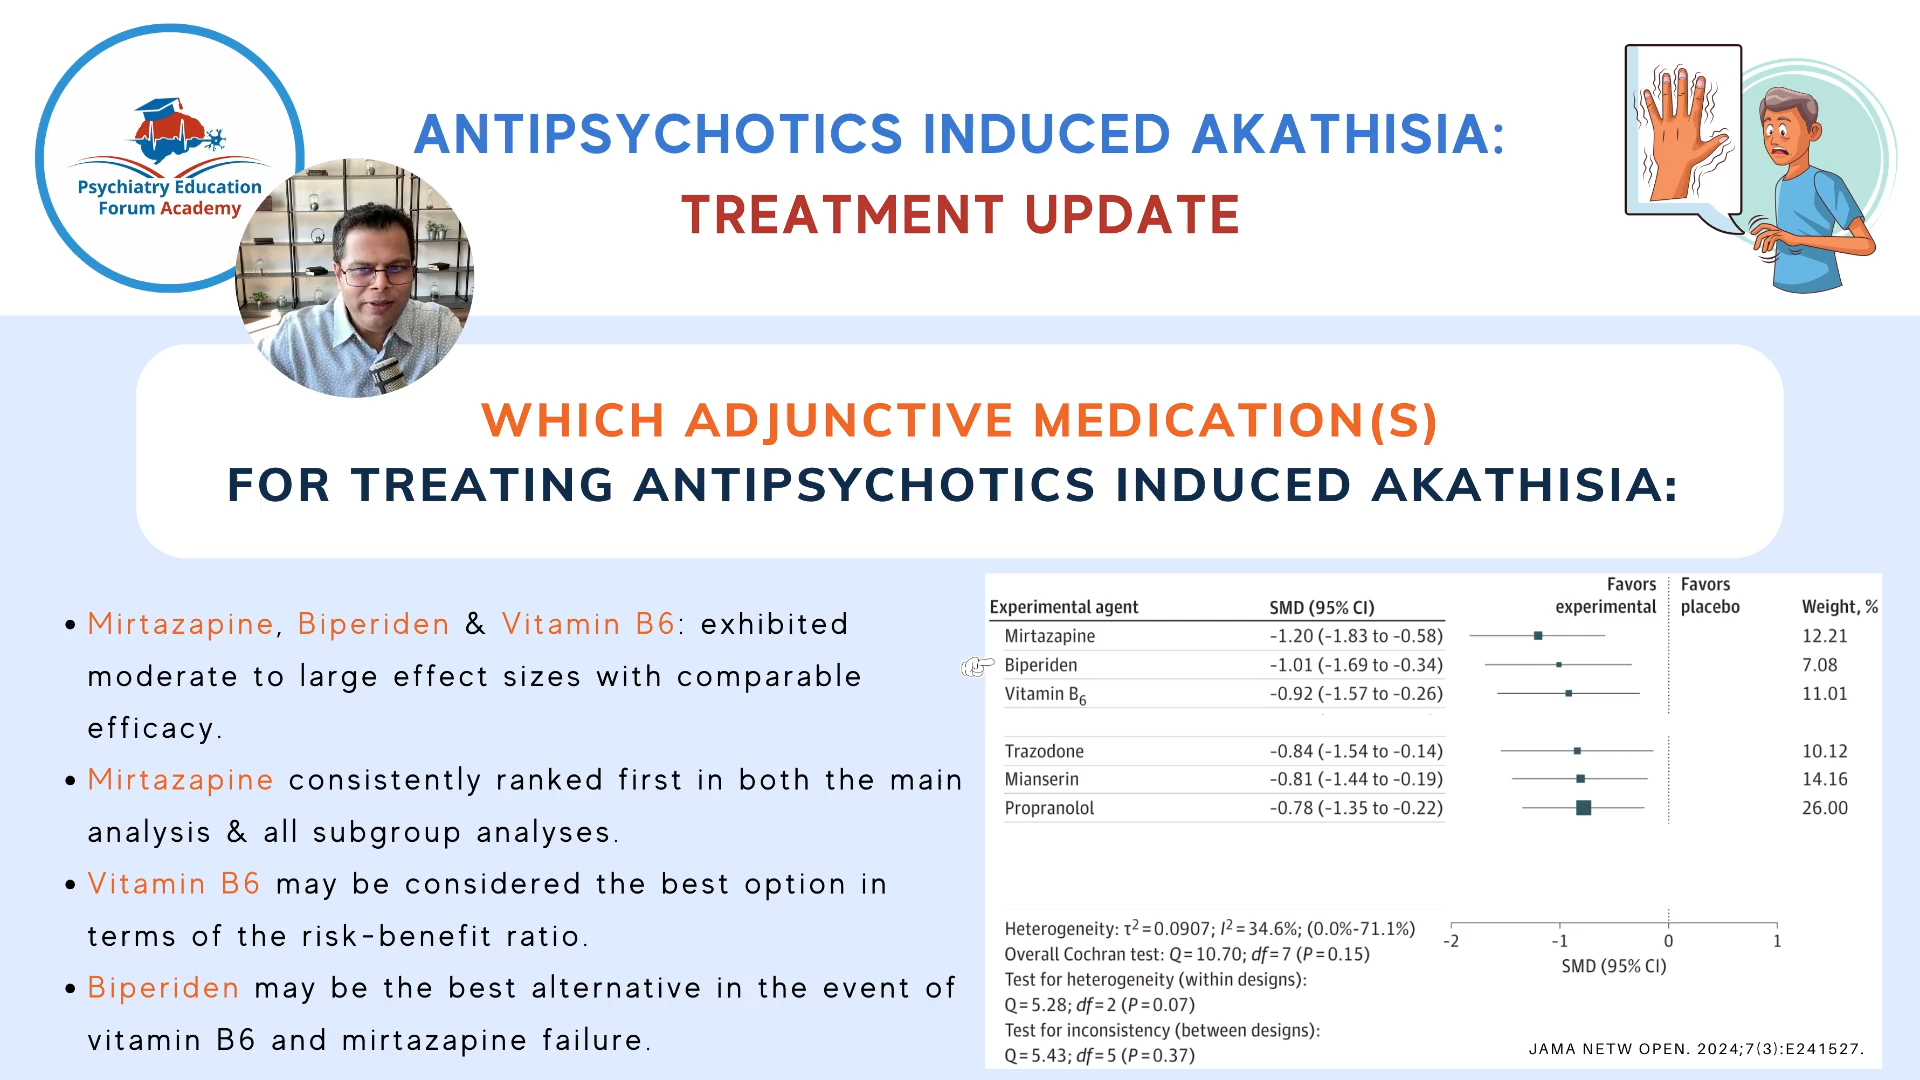 Psychiatry Education
Forum Academy
ANTIPSYCHOTICS INDUCED AKATHISIA:
TREATMENT UPDATE
WHICH ADJUNCTIVE MEDICATION(S)
FOR TREATING ANTIPSYCHOTICS INDUCED AKATHISIA:
• Mirtazapine, Biperiden & Vitamin B6: exhibited
moderate to large effect sizes with comparable
efficacy.
• Mirtazapine consistently ranked first in both the main
analysis & all subgroup analyses.
• Vitamin B6 may be considered the best option in
terms of the risk-benefit ratio.
• Biperiden may be the best alternative in the event of
vitamin B6 and mirtazapine failure.
Favors Favors
Experimental agent SMD (95% CI) experimental placebo Weight, %
Mirtazapine -1.20 (-1.83 to -0.58) 12.21
Biperiden -1.01 (-1.69 to -0.34) 7.08
Vitamin B6 -0.92 (-1.57 to -0.26) 11.01
Trazodone -0.84 (-1.54 to -0.14) 10.12
Mianserin -0.81 (-1.44 to -0.19) 14.16
Propranolol -0.78 (-1.35 to -0.22) 26.00
Heterogeneity: τ2=0.0907; I2=34.6%; (0.0%-71.1%)
Overall Cochran test: Q=10.70; df=7 (P=0.15)
Test for heterogeneity (within designs):
Q=5.28; df=2 (P=0.07)
Test for inconsistency (between designs):
Q=5.43; df=5 (P=0.37)
-2 -1 0 1
SMD (95% CI)
JAMA NETW OPEN. 2024;7(3):E241527.